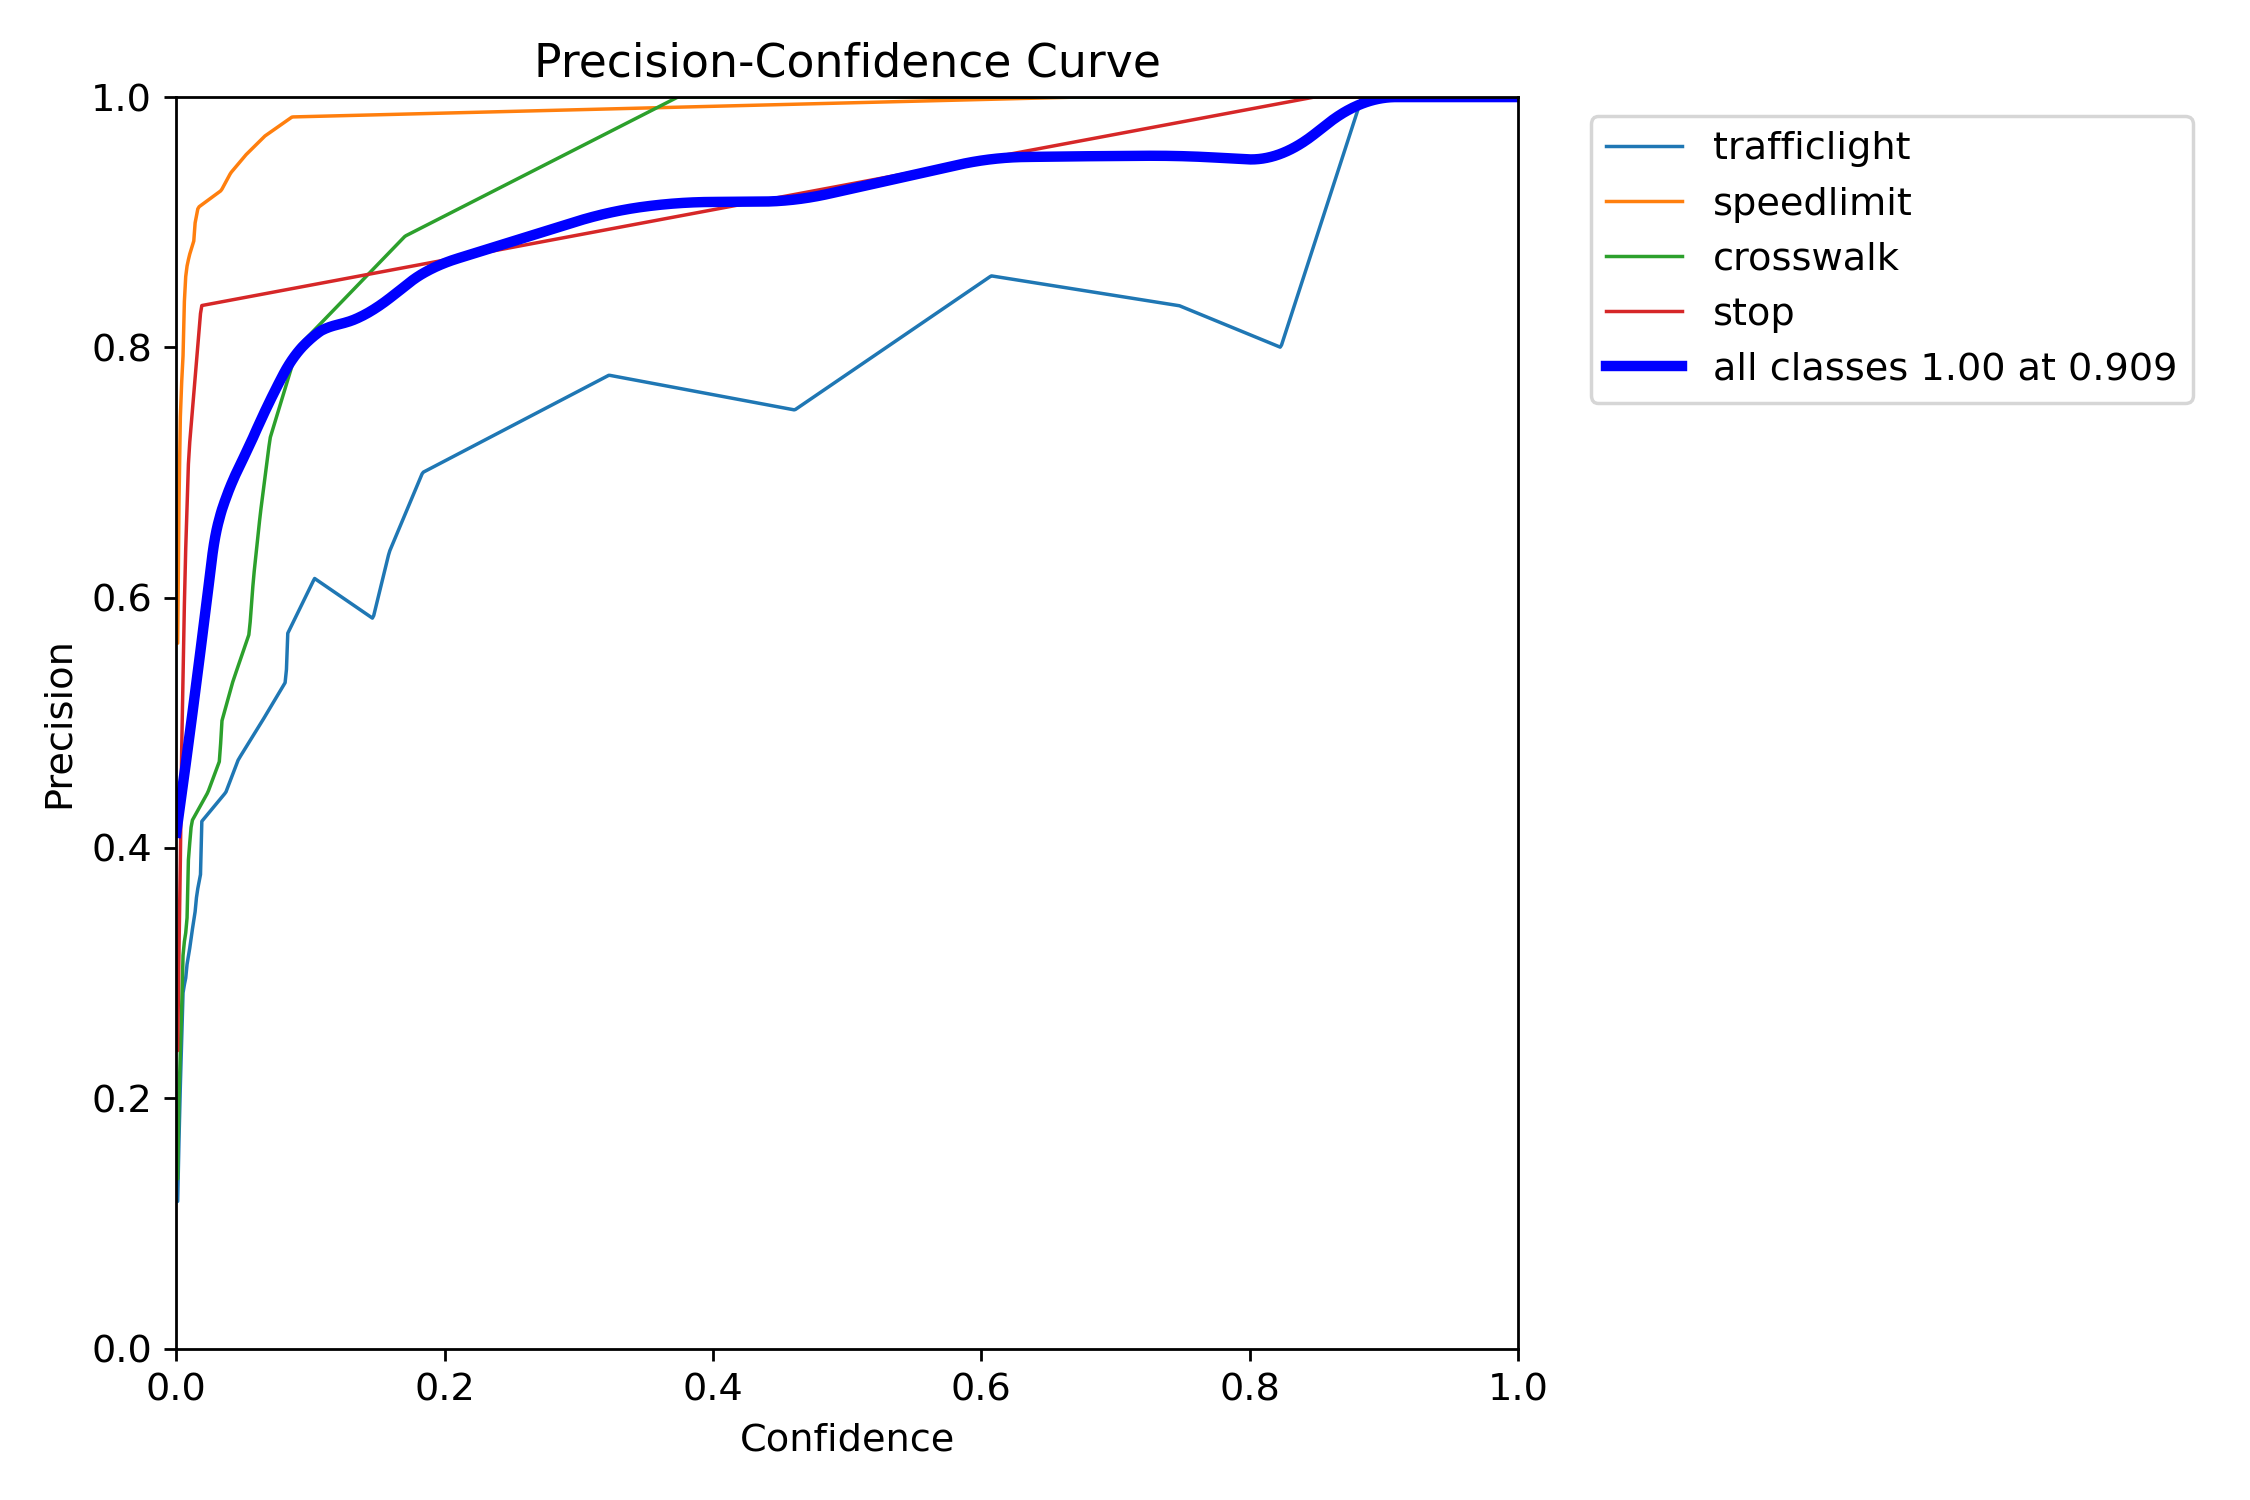 Precision-Confidence Curve
1.0
0.8
0.6
0.4
0.2
0.0
Precision
0.0 0.2 0.4 0.6 0.8 1.0
Confidence
trafficlight
speedlimit
crosswalk
stop
all classes 1.00 at 0.909